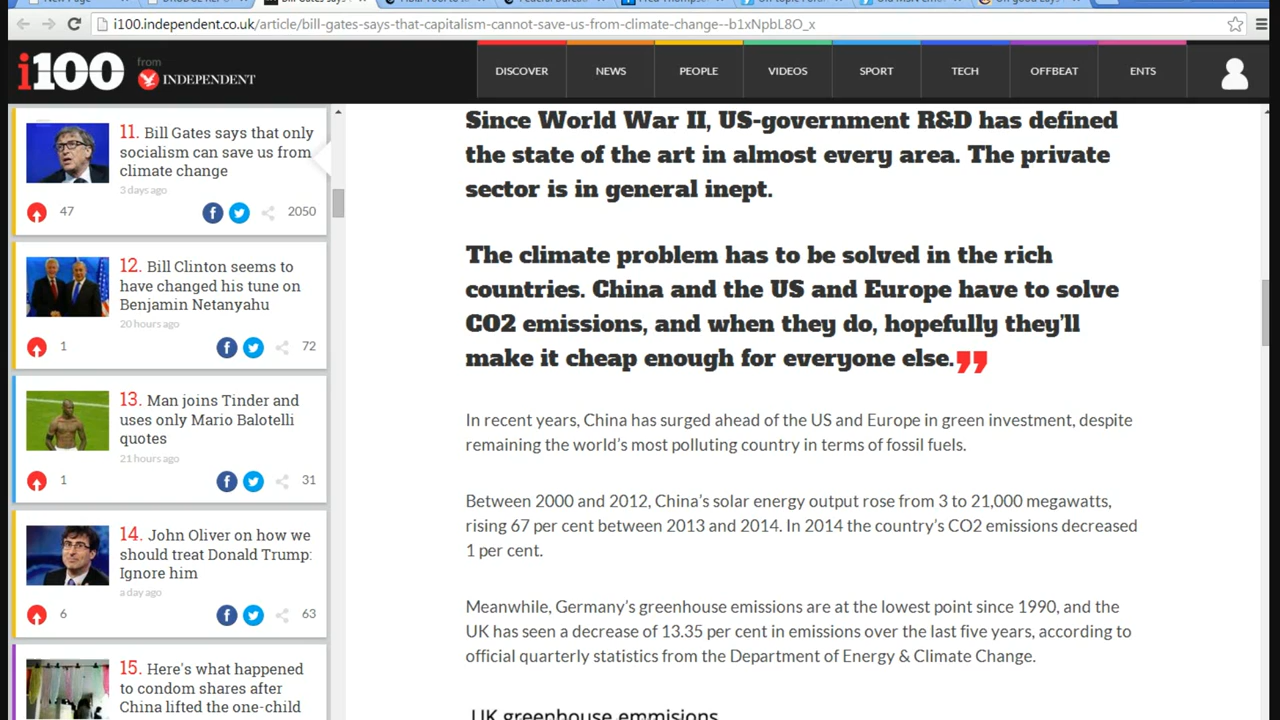 i100.independent.co.uk/article/bill-gates-says-that-capitalism-cannot-save-us-from-climate-change--b1xNpbL8O_x
i100 from INDEPENDENT
DISCOVER NEWS PEOPLE VIDEOS SPORT TECH OFFBEAT ENTS
11. Bill Gates says that only
socialism can save us from
climate change
3 days ago
47 2050
12. Bill Clinton seems to
have changed his tune on
Benjamin Netanyahu
20 hours ago
1 72
13. Man joins Tinder and
uses only Mario Balotelli
quotes
21 hours ago
1 31
14. John Oliver on how we
should treat Donald Trump:
Ignore him
a day ago
6 63
15. Here's what happened
to condom shares after
China lifted the one-child
Since World War II, US-government R&D has defined
the state of the art in almost every area. The private
sector is in general inept.
The climate problem has to be solved in the rich
countries. China and the US and Europe have to solve
CO2 emissions, and when they do, hopefully they'll
make it cheap enough for everyone else.”
In recent years, China has surged ahead of the US and Europe in green investment, despite
remaining the world's most polluting country in terms of fossil fuels.
Between 2000 and 2012, China's solar energy output rose from 3 to 21,000 megawatts,
rising 67 per cent between 2013 and 2014. In 2014 the country's CO2 emissions decreased
1 per cent.
Meanwhile, Germany's greenhouse emissions are at the lowest point since 1990, and the
UK has seen a decrease of 13.35 per cent in emissions over the last five years, according to
official quarterly statistics from the Department of Energy & Climate Change.
UK greenhouse emmisions